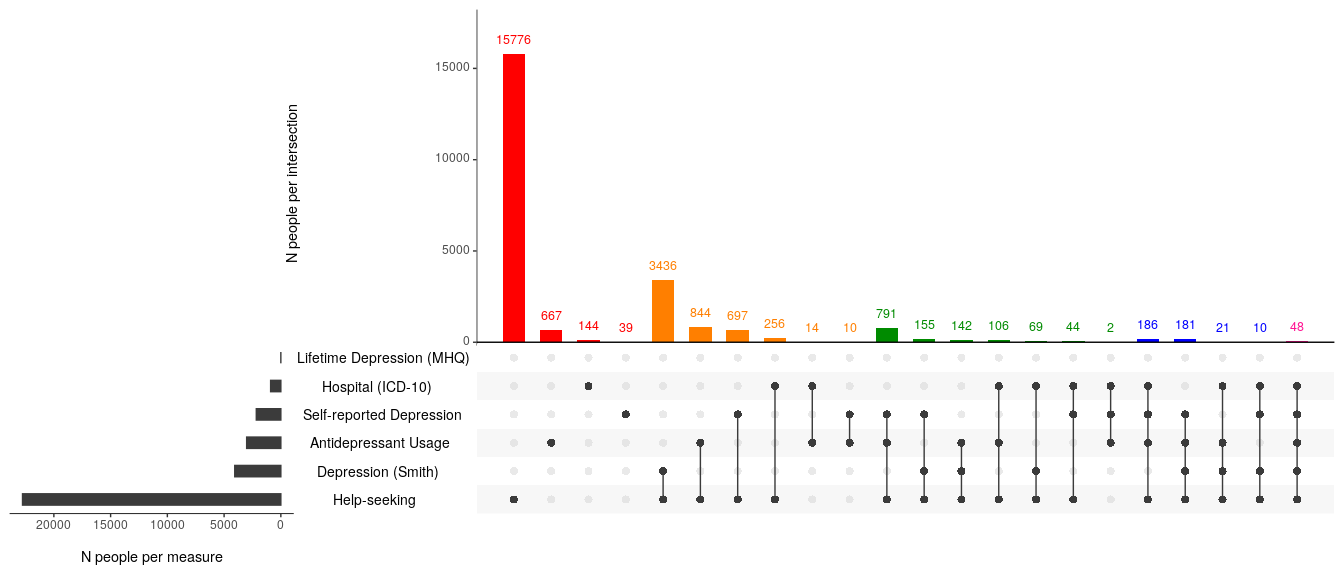 15776
15000
10000
5000
0
N people per intersection
667
144
39
3436
844
697
256
14
10
791
155
142
106
69
44
2
186
181
21
10
48
Lifetime Depression (MHQ)
Hospital (ICD-10)
Self-reported Depression
Antidepressant Usage
Depression (Smith)
Help-seeking
20000 15000 10000 5000 0
N people per measure